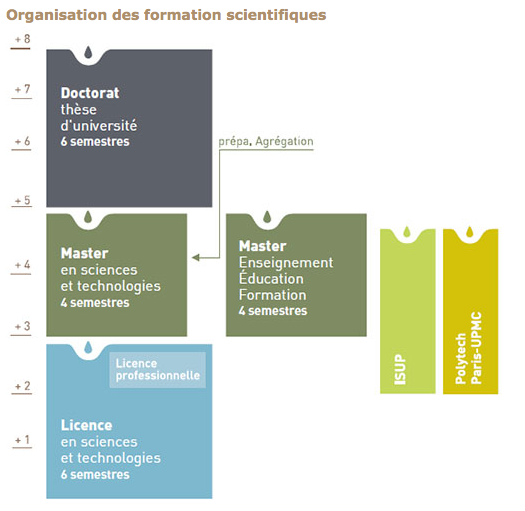 Organisation des formation scientifiques
+ 8
+ 7
+ 6
+ 5
+ 4
+ 3
+ 2
+ 1
Doctorat
thèse
d'université
6 semestres
prépa, Agrégation
Master
en sciences
et technologies
4 semestres
Master
Enseignement
Éducation
Formation
4 semestres
ISUP
Polytech
Paris-UPMC
Licence
professionnelle
Licence
en sciences
et technologies
6 semestres